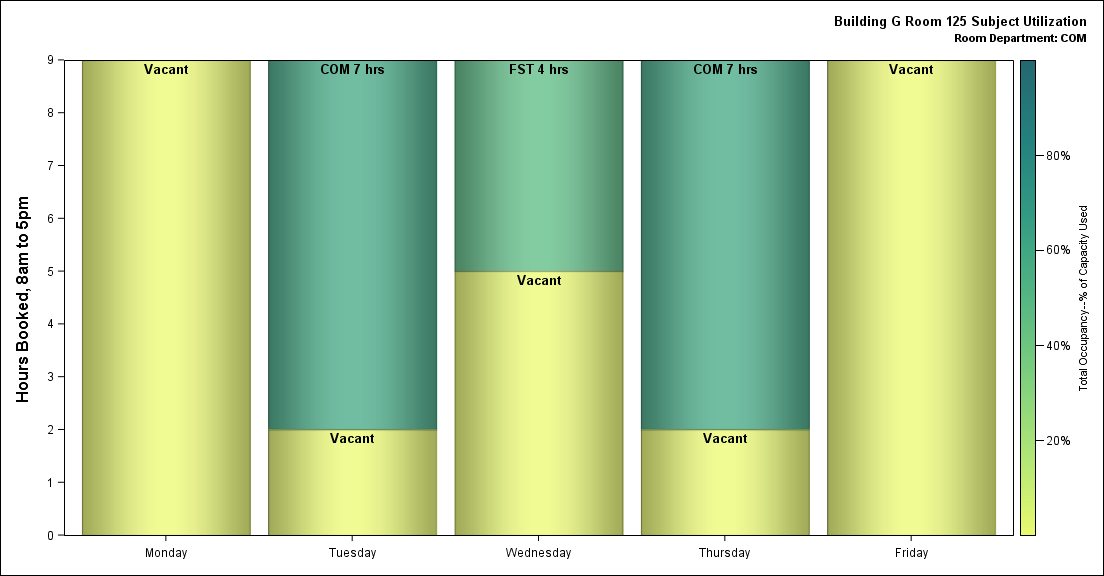 Building G Room 125 Subject Utilization
Room Department: COM
Hours Booked, 8am to 5pm
9
8
7
6
5
4
3
2
1
0
Vacant
COM 7 hrs
FST 4 hrs
COM 7 hrs
Vacant
Vacant
Vacant
Vacant
Monday
Tuesday
Wednesday
Thursday
Friday
80%
60%
40%
20%
Total Occupancy--% of Capacity Used